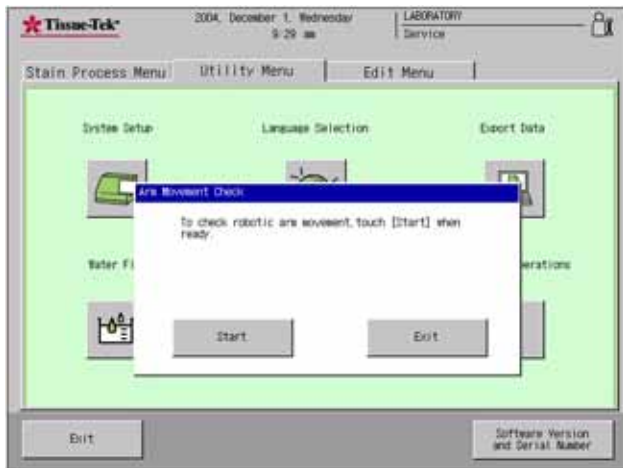 Tissue-Tek
2004, December 1, Wednesday
9:29 am
LABORATORY
Service
Stain Process Menu
Utility Menu
Edit Menu
System Setup
Language Selection
Export Data
Arm Movement Check
To check robotic arm movement, touch [Start] when
ready.
Water Fi
erations
Start
Exit
Exit
Software Version
and Serial Number